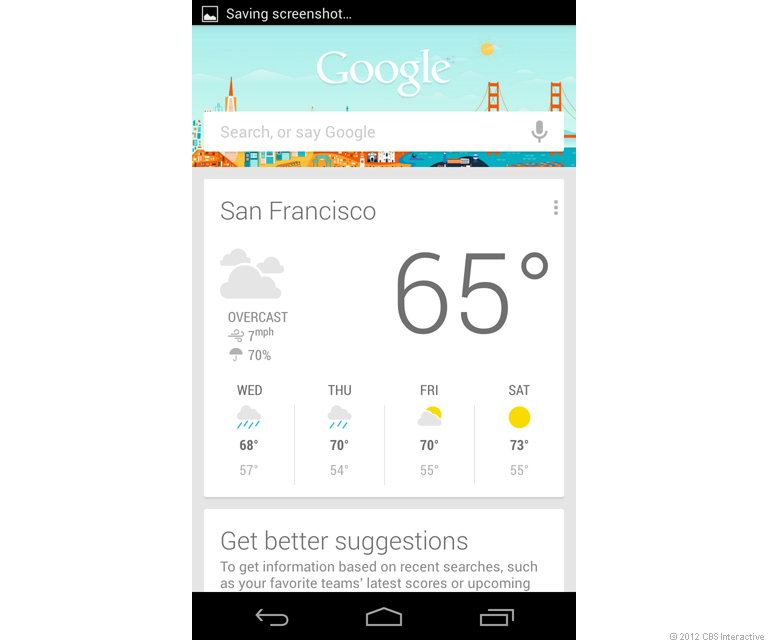 Saving screenshot…
Google
Search, or say Google
San Francisco
65°
OVERCAST
7mph
70%
WED THU FRI SAT
68° 70° 70° 73°
57° 54° 55° 55°
Get better suggestions
To get information based on recent searches, such
as your favorite teams' latest scores or upcoming
© 2012 CBS Interactive